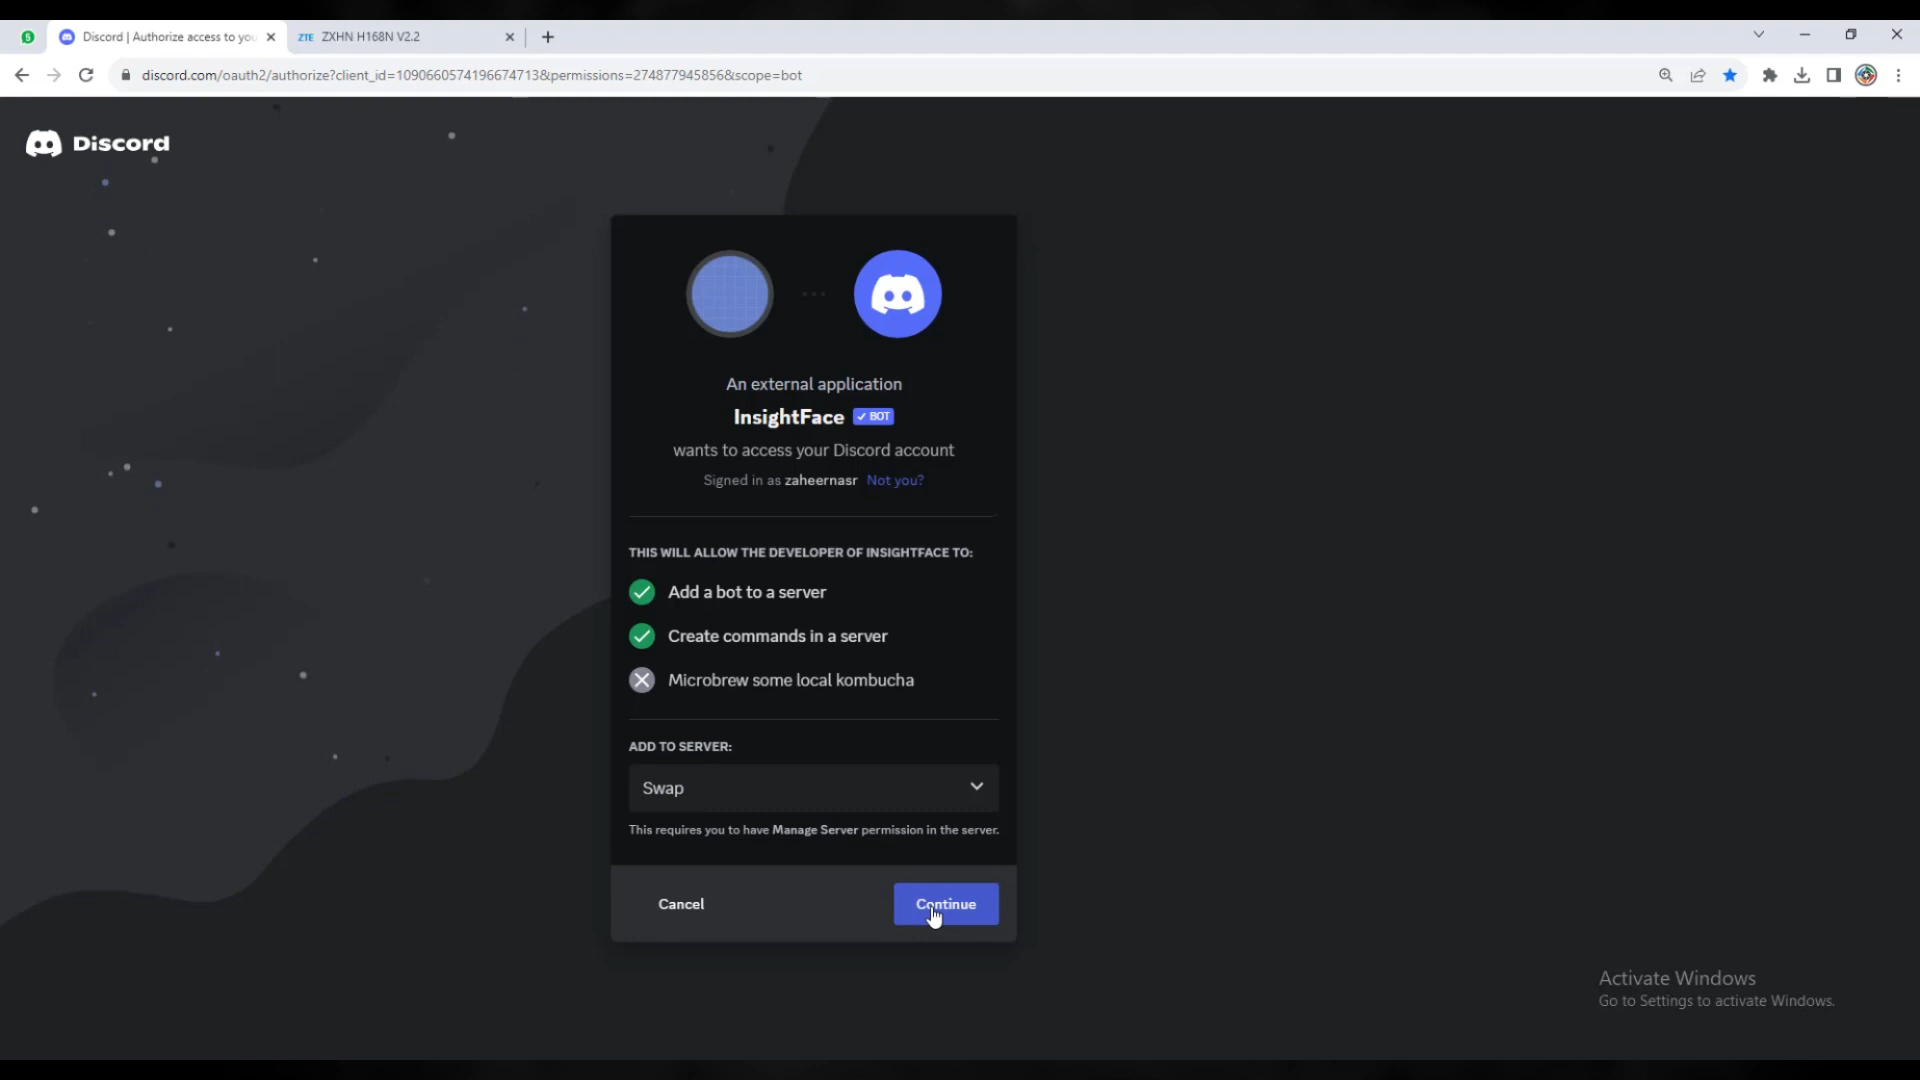 5
Discord | Authorize access to you
ZTE ZXHN H168N V2.2
discord.com/oauth2/authorize?client_id=1090660574196674713&permissions=274877945856&scope=bot
Discord
An external application
InsightFace BOT
wants to access your Discord account
Signed in as zaheernasr Not you?
THIS WILL ALLOW THE DEVELOPER OF INSIGHTFACE TO:
Add a bot to a server
Create commands in a server
Microbrew some local kombucha
ADD TO SERVER:
Swap
This requires you to have Manage Server permission in the server.
Cancel
Continue
Activate Windows
Go to Settings to activate Windows.